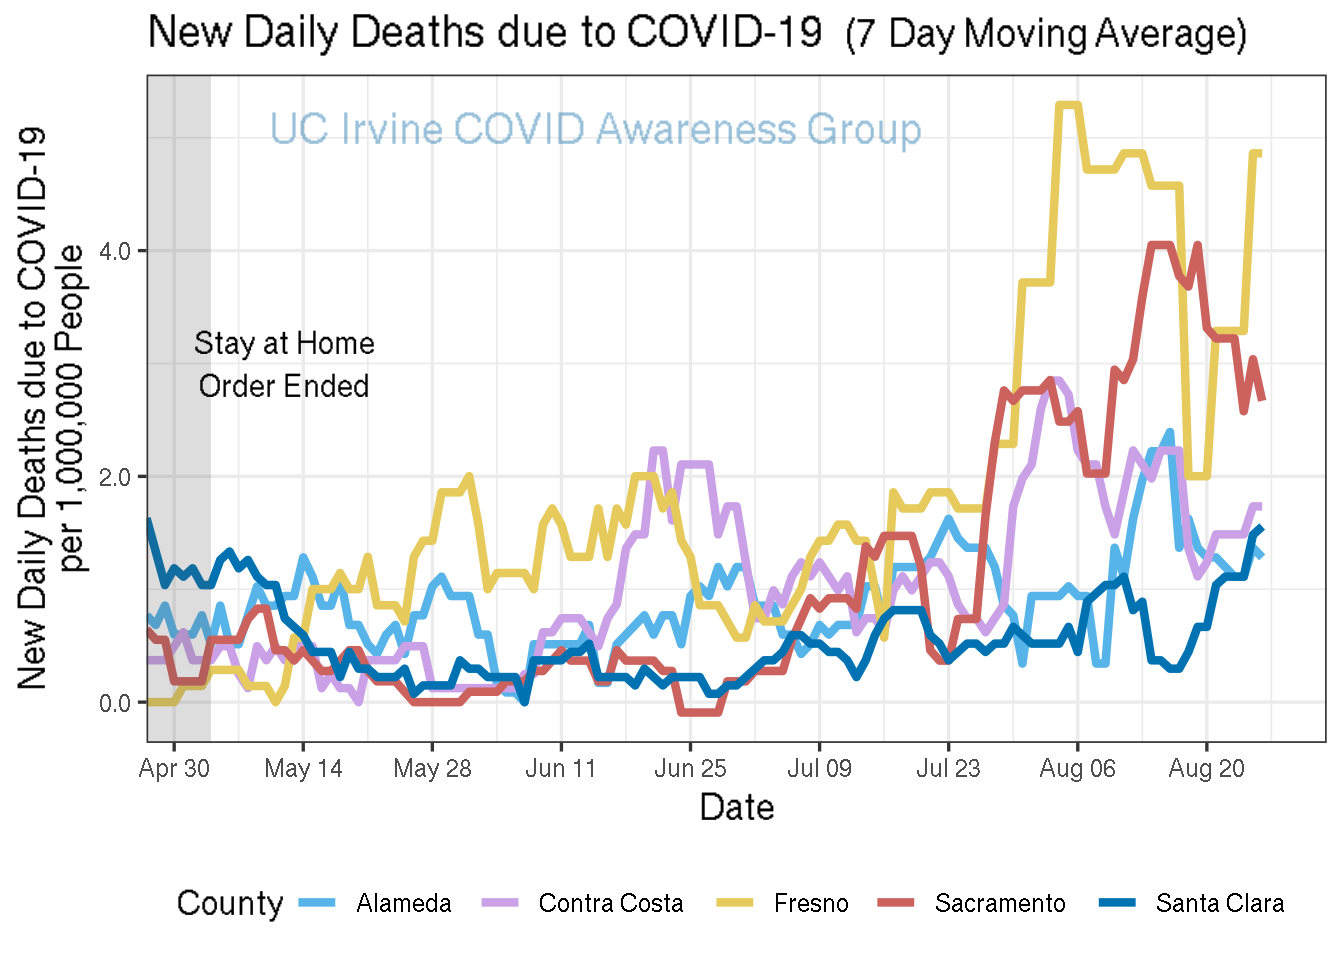 New Daily Deaths due to COVID-19 (7 Day Moving Average)
UC Irvine COVID Awareness Group
New Daily Deaths due to COVID-19
per 1,000,000 People
4.0
2.0
0.0
Stay at Home
Order Ended
Apr 30 May 14 May 28 Jun 11 Jun 25 Jul 09 Jul 23 Aug 06 Aug 20
Date
County Alameda Contra Costa Fresno Sacramento Santa Clara